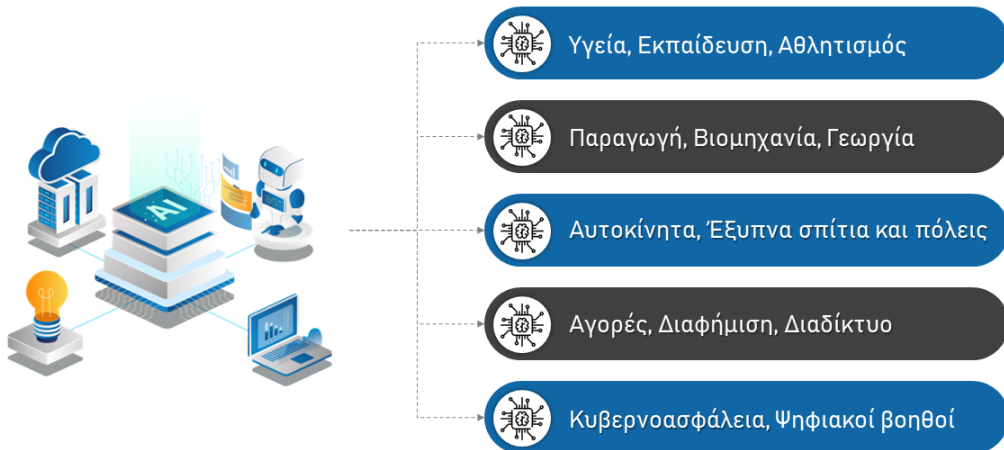 AI
Υγεία, Εκπαίδευση, Αθλητισμός
Παραγωγή, Βιομηχανία, Γεωργία
Αυτοκίνητα, Έξυπνα σπίτια και πόλεις
Αγορές, Διαφήμιση, Διαδίκτυο
Κυβερνοασφάλεια, Ψηφιακοί βοηθοί